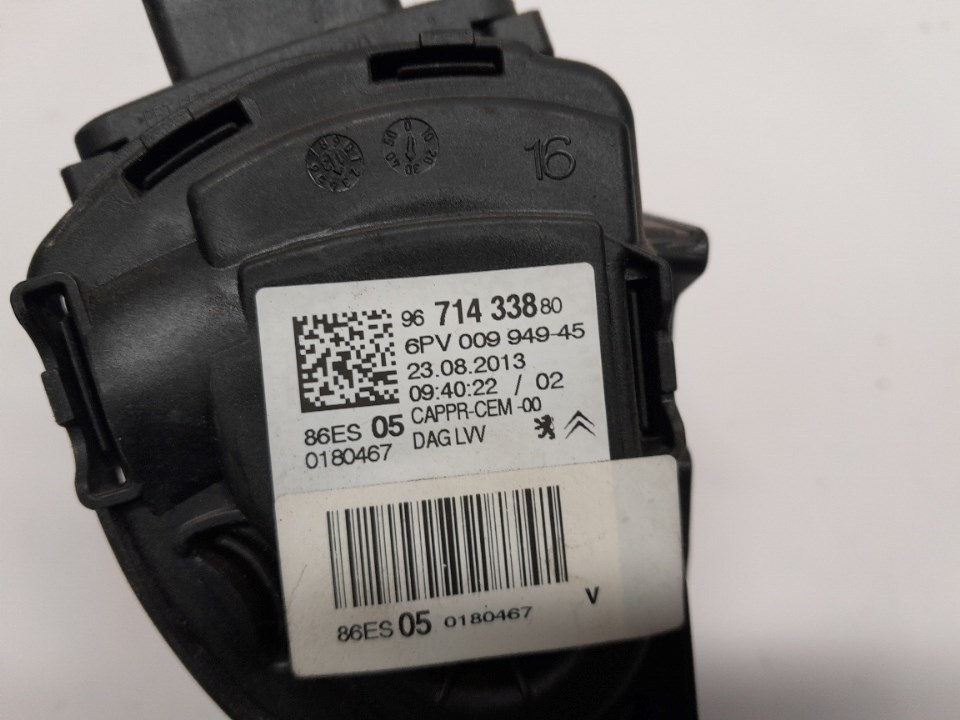 16
96 714 338 80
6PV 009 949-45
23.08.2013
09:40:22 / 02
CAPPR-CEM -00
86ES 05 DAG LVV
0180467
V
86ES 05 0180467